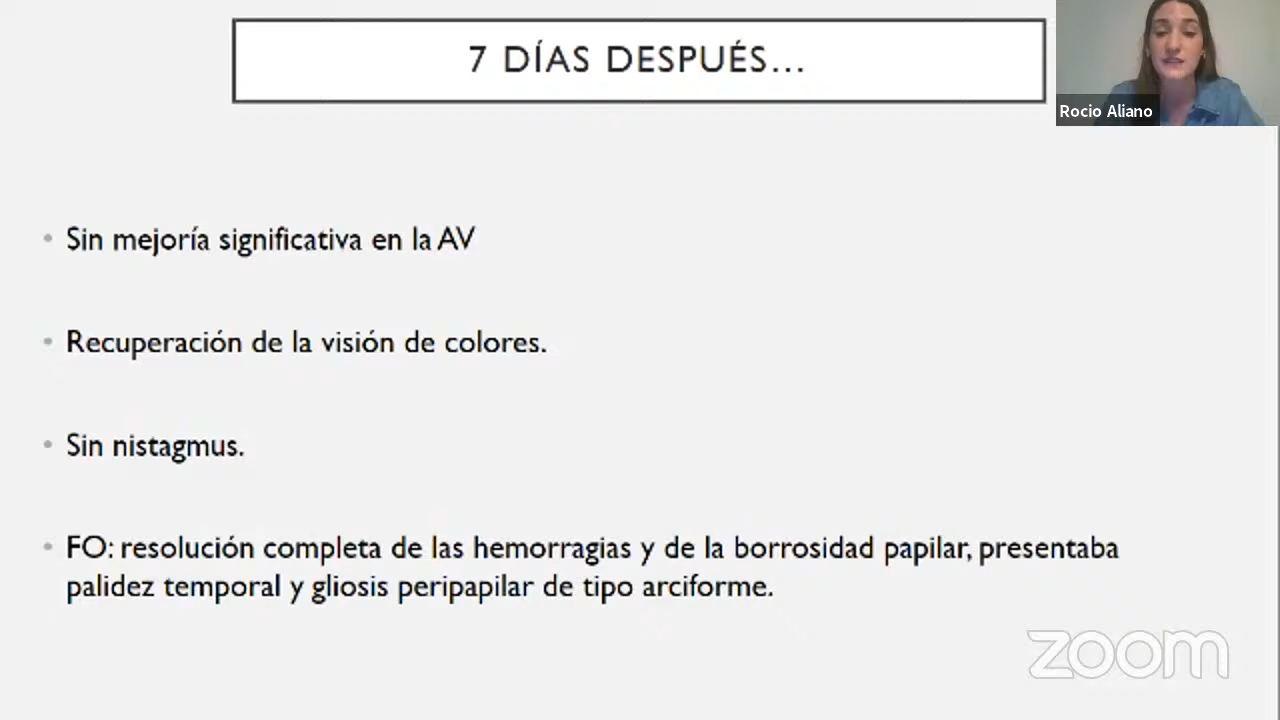 7 DÍAS DESPUÉS...
Rocio Aliano
• Sin mejoría significativa en la AV
• Recuperación de la visión de colores.
• Sin nistagmus.
• FO: resolución completa de las hemorragias y de la borrosidad papilar, presentaba
palidez temporal y gliosis peripapilar de tipo arciforme.
zoom